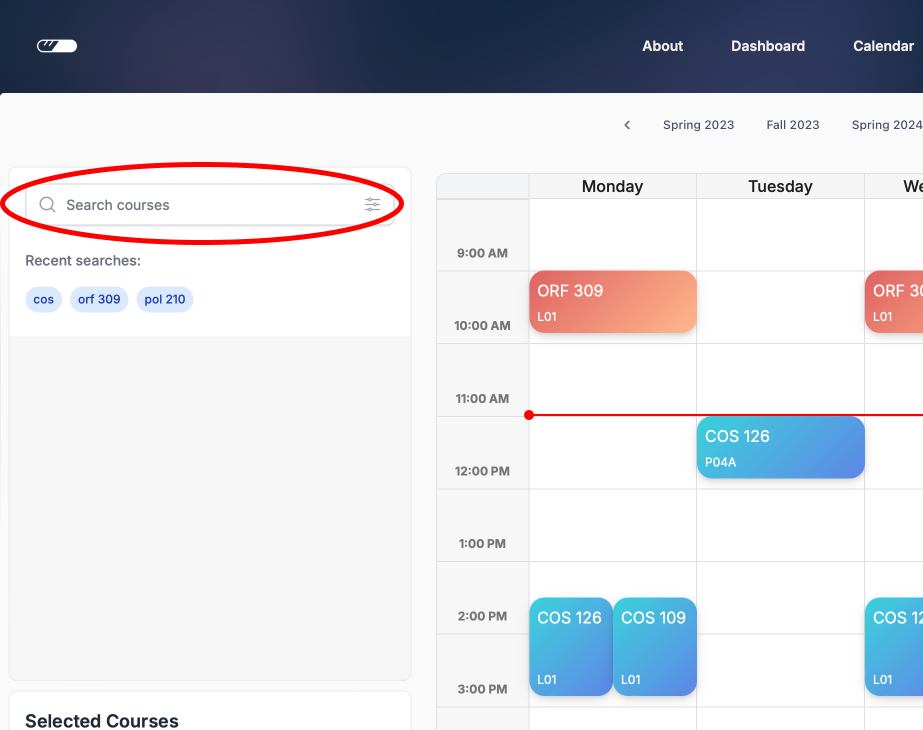 About Dashboard Calendar
Spring 2023 Fall 2023 Spring 2024
Search courses
Recent searches:
cos orf 309 pol 210
Monday Tuesday We
9:00 AM
ORF 309 ORF 30
L01 L01
10:00 AM
11:00 AM
COS 126
P04A
12:00 PM
1:00 PM
2:00 PM
COS 126 COS 109 COS 12
L01 L01 L01
3:00 PM
Selected Courses